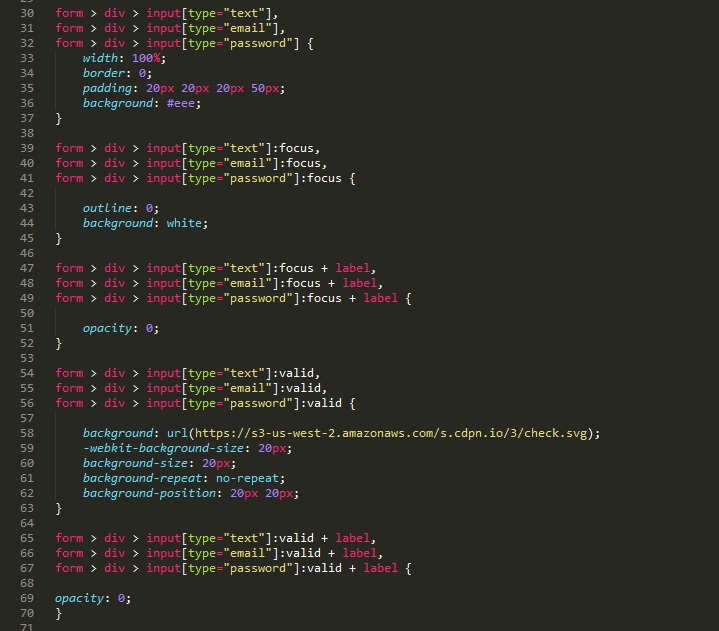 30 form > div > input[type="text"],
31 form > div > input[type="email"],
32 form > div > input[type="password"] {
33 width: 100%;
34 border: 0;
35 padding: 20px 20px 20px 50px;
36 background: #eee;
37 }
38
39 form > div > input[type="text"]:focus,
40 form > div > input[type="email"]:focus,
41 form > div > input[type="password"]:focus {
42
43 outline: 0;
44 background: white;
45 }
46
47 form > div > input[type="text"]:focus + label,
48 form > div > input[type="email"]:focus + label,
49 form > div > input[type="password"]:focus + label {
50
51 opacity: 0;
52 }
53
54 form > div > input[type="text"]:valid,
55 form > div > input[type="email"]:valid,
56 form > div > input[type="password"]:valid {
57
58 background: url(https://s3-us-west-2.amazonaws.com/s.cdpn.io/3/check.svg);
59 -webkit-background-size: 20px;
60 background-size: 20px;
61 background-repeat: no-repeat;
62 background-position: 20px 20px;
63 }
64
65 form > div > input[type="text"]:valid + label,
66 form > div > input[type="email"]:valid + label,
67 form > div > input[type="password"]:valid + label {
68
69 opacity: 0;
70 }
71